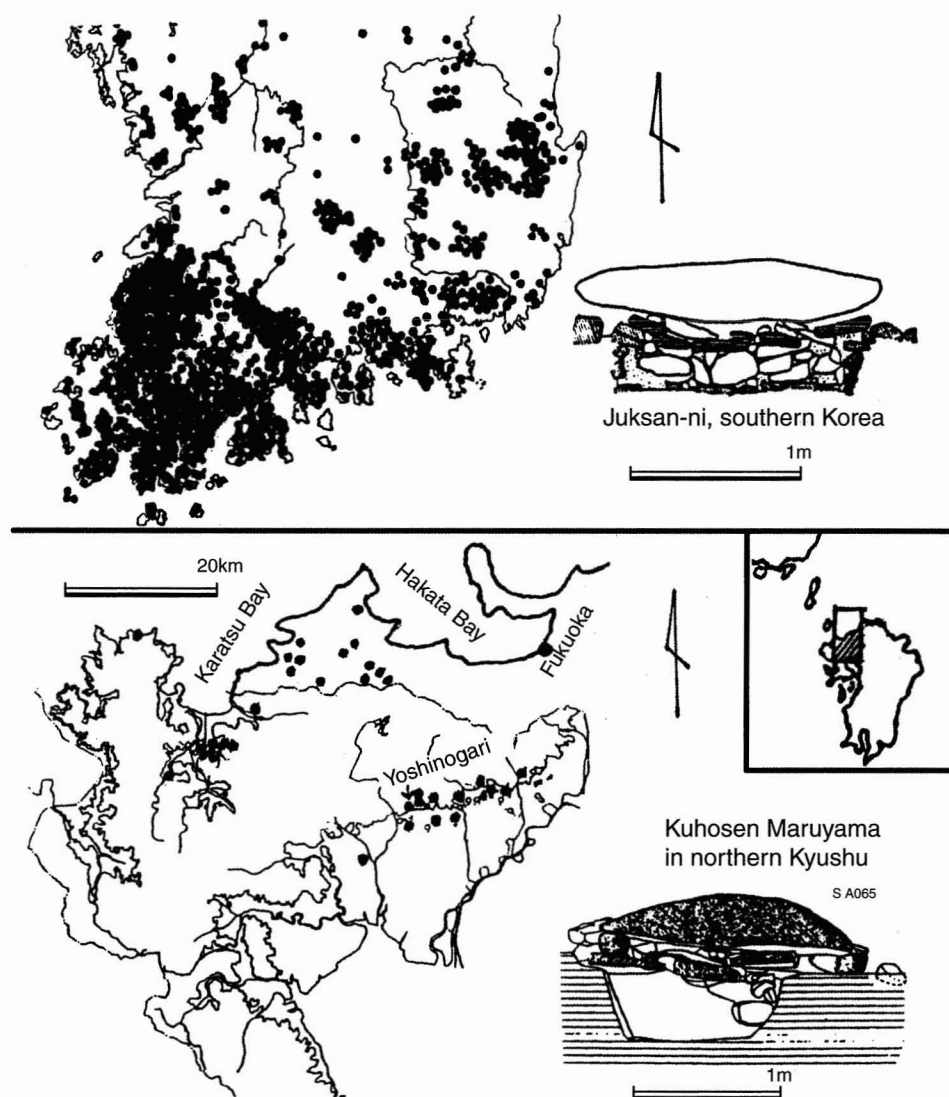 Juksan-ni, southern Korea
1m
20km
Karatsu Bay
Hakata Bay
Fukuoka
Yoshinogari
Kuhosen Maruyama
in northern Kyushu
S A065
1m